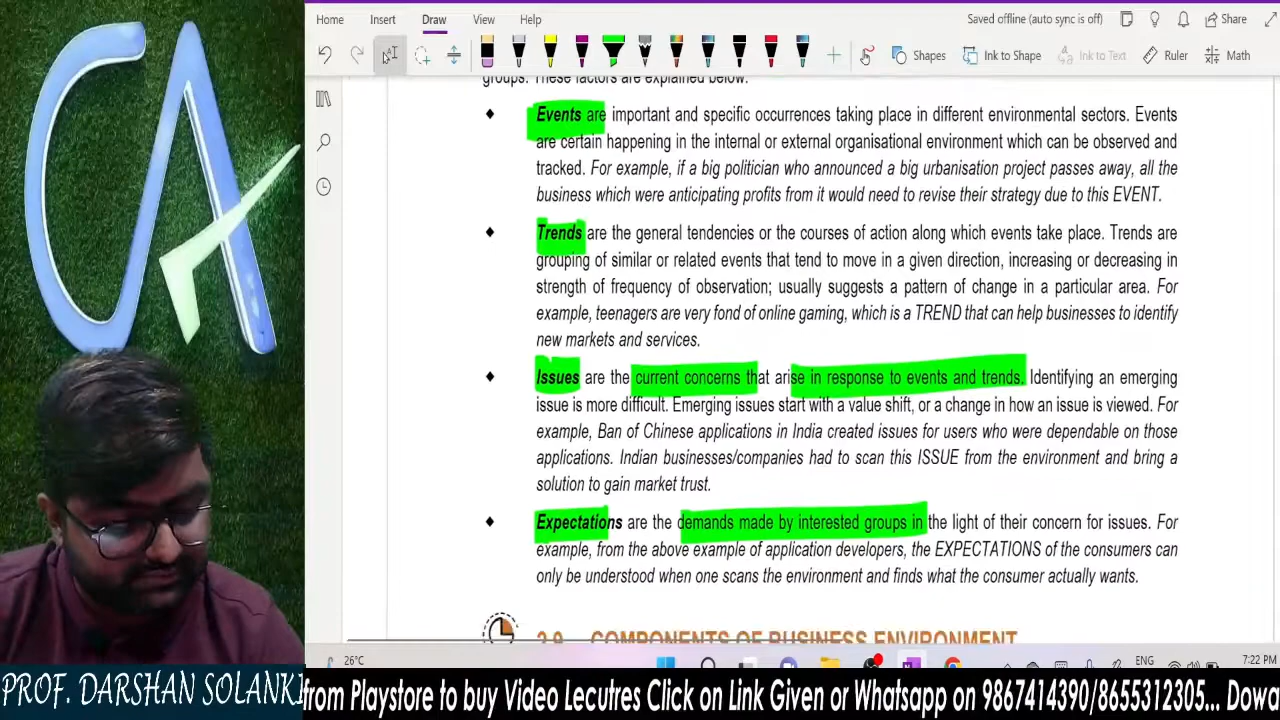 Home Insert Draw View Help Saved offline (auto sync is off) Share
Shapes Ink to Shape Ink to Text Ruler Math
CA
groups. These factors are explained below.
♦ Events are important and specific occurrences taking place in different environmental sectors. Events
are certain happening in the internal or external organisational environment which can be observed and
tracked. For example, if a big politician who announced a big urbanisation project passes away, all the
business which were anticipating profits from it would need to revise their strategy due to this EVENT.
♦ Trends are the general tendencies or the courses of action along which events take place. Trends are
grouping of similar or related events that tend to move in a given direction, increasing or decreasing in
strength of frequency of observation; usually suggests a pattern of change in a particular area. For
example, teenagers are very fond of online gaming, which is a TREND that can help businesses to identify
new markets and services.
♦ Issues are the current concerns that arise in response to events and trends. Identifying an emerging
issue is more difficult. Emerging issues start with a value shift, or a change in how an issue is viewed. For
example, Ban of Chinese applications in India created issues for users who were dependable on those
applications. Indian businesses/companies had to scan this ISSUE from the environment and bring a
solution to gain market trust.
♦ Expectations are the demands made by interested groups in the light of their concern for issues. For
example, from the above example of application developers, the EXPECTATIONS of the consumers can
only be understood when one scans the environment and finds what the consumer actually wants.
2.9 COMPONENTS OF BUSINESS ENVIRONMENT
26°C ENG 7:22 PM
PROF. DARSHAN SOLANKI
from Playstore to buy Video Lecutres Click on Link Given or Whatsapp on 9867414390/8655312305... Dowa